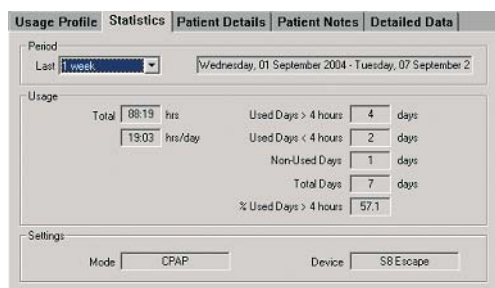 Usage Profile Statistics Patient Details Patient Notes Detailed Data
Period
Last 1 week Wednesday, 01 September 2004 - Tuesday, 07 September 2
Usage
Total 88:19 hrs Used Days > 4 hours 4 days
19:03 hrs/day Used Days < 4 hours 2 days
Non-Used Days 1 days
Total Days 7 days
% Used Days > 4 hours 57.1
Settings
Mode CPAP Device S8 Escape